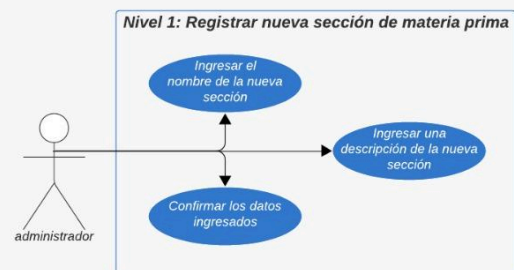 Nivel 1: Registrar nueva sección de materia prima
Ingresar el
nombre de la nueva
sección
Ingresar una
descripción de la nueva
sección
Confirmar los datos
ingresados
administrador